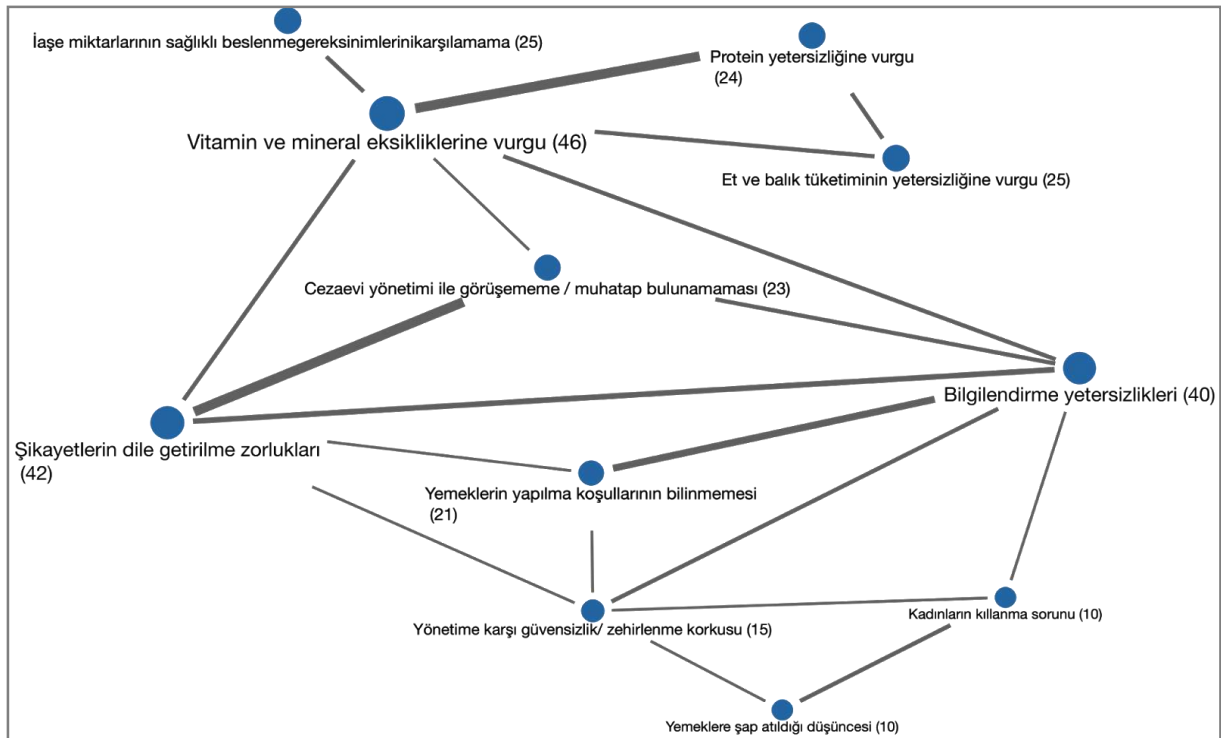 İaşe miktarlarının sağlıklı beslenmegereksinimlerinikarşılamama (25)
Protein yetersizliğine vurgu
(24)
Vitamin ve mineral eksikliklerine vurgu (46)
Et ve balık tüketiminin yetersizliğine vurgu (25)
Cezaevi yönetimi ile görüşememe / muhatap bulunamaması (23)
Bilgilendirme yetersizlikleri (40)
Şikayetlerin dile getirilme zorlukları
(42)
Yemeklerin yapılma koşullarının bilinmemesi
(21)
Kadınların kıllanma sorunu (10)
Yönetime karşı güvensizlik/ zehirlenme korkusu (15)
Yemeklere şap atıldığı düşüncesi (10)